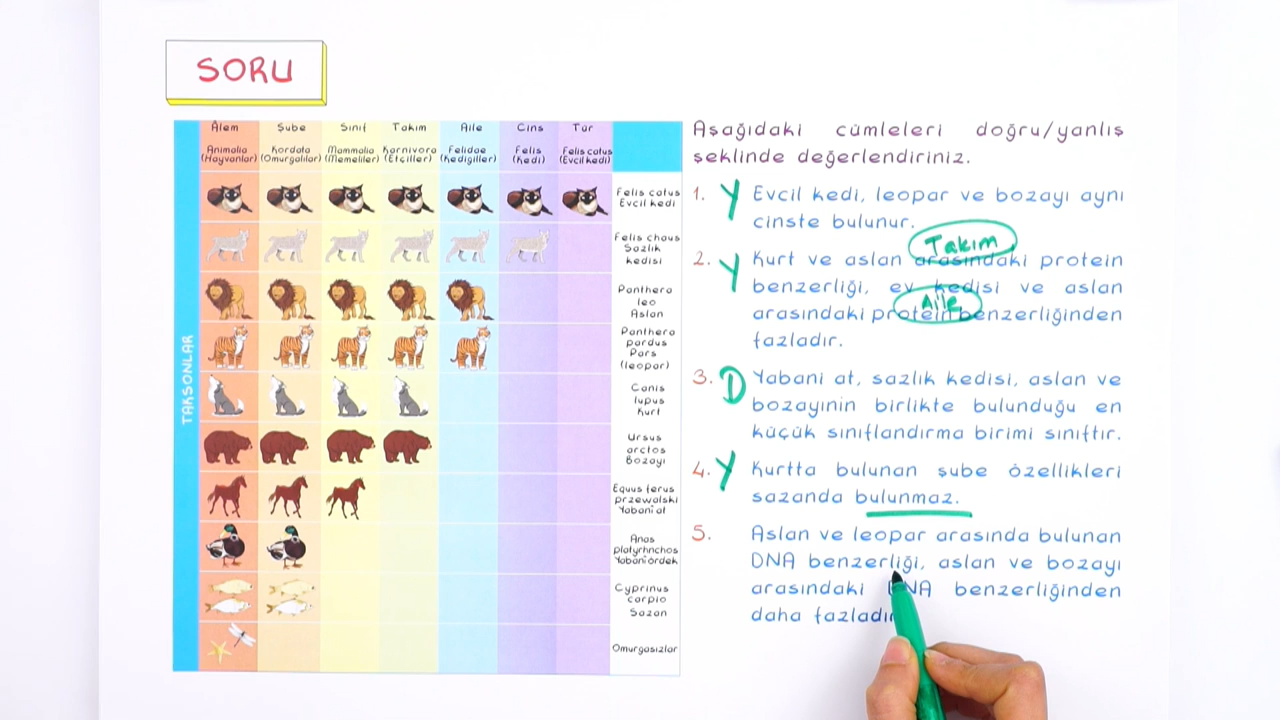 SORU
Âlem Şube Sınıf Takım Aile Cins Tür
Animalia Kordata Mammalia Karnivora Felidae Felis Felis catus
(Hayvanlar) (Omurgalılar) (Memeliler) (Etçiller) (Kedigiller) (Kedi) (Evcil kedi)
TAKSONLAR
Felis catus
Evcil kedi
Felis chaus
Sazlık
kedisi
Panthera
leo
Aslan
Panthera
pardus
Pars
(leopar)
Canis
lupus
Kurt
Ursus
arctos
Bozayı
Equus ferus
przewalski
Yabani at
Anas
platyrhnchos
Yabani ördek
Cyprinus
carpio
Sazan
Omurgasızlar
Aşağıdaki cümleleri doğru/yanlış
şeklinde değerlendiriniz.
1. Y Evcil kedi, leopar ve bozayı aynı
cinste bulunur.
Takım
2. Y Kurt ve aslan arasındaki protein
benzerliği, ev kedisi ve aslan
Aile
arasındaki protein benzerliğinden
fazladır.
3. D Yabani at, sazlık kedisi, aslan ve
bozayının birlikte bulunduğu en
küçük sınıflandırma birimi sınıftır.
4. Y Kurtta bulunan şube özellikleri
sazanda bulunmaz.
5. Aslan ve leopar arasında bulunan
DNA benzerliği, aslan ve bozayı
arasındaki DNA benzerliğinden
daha fazladır